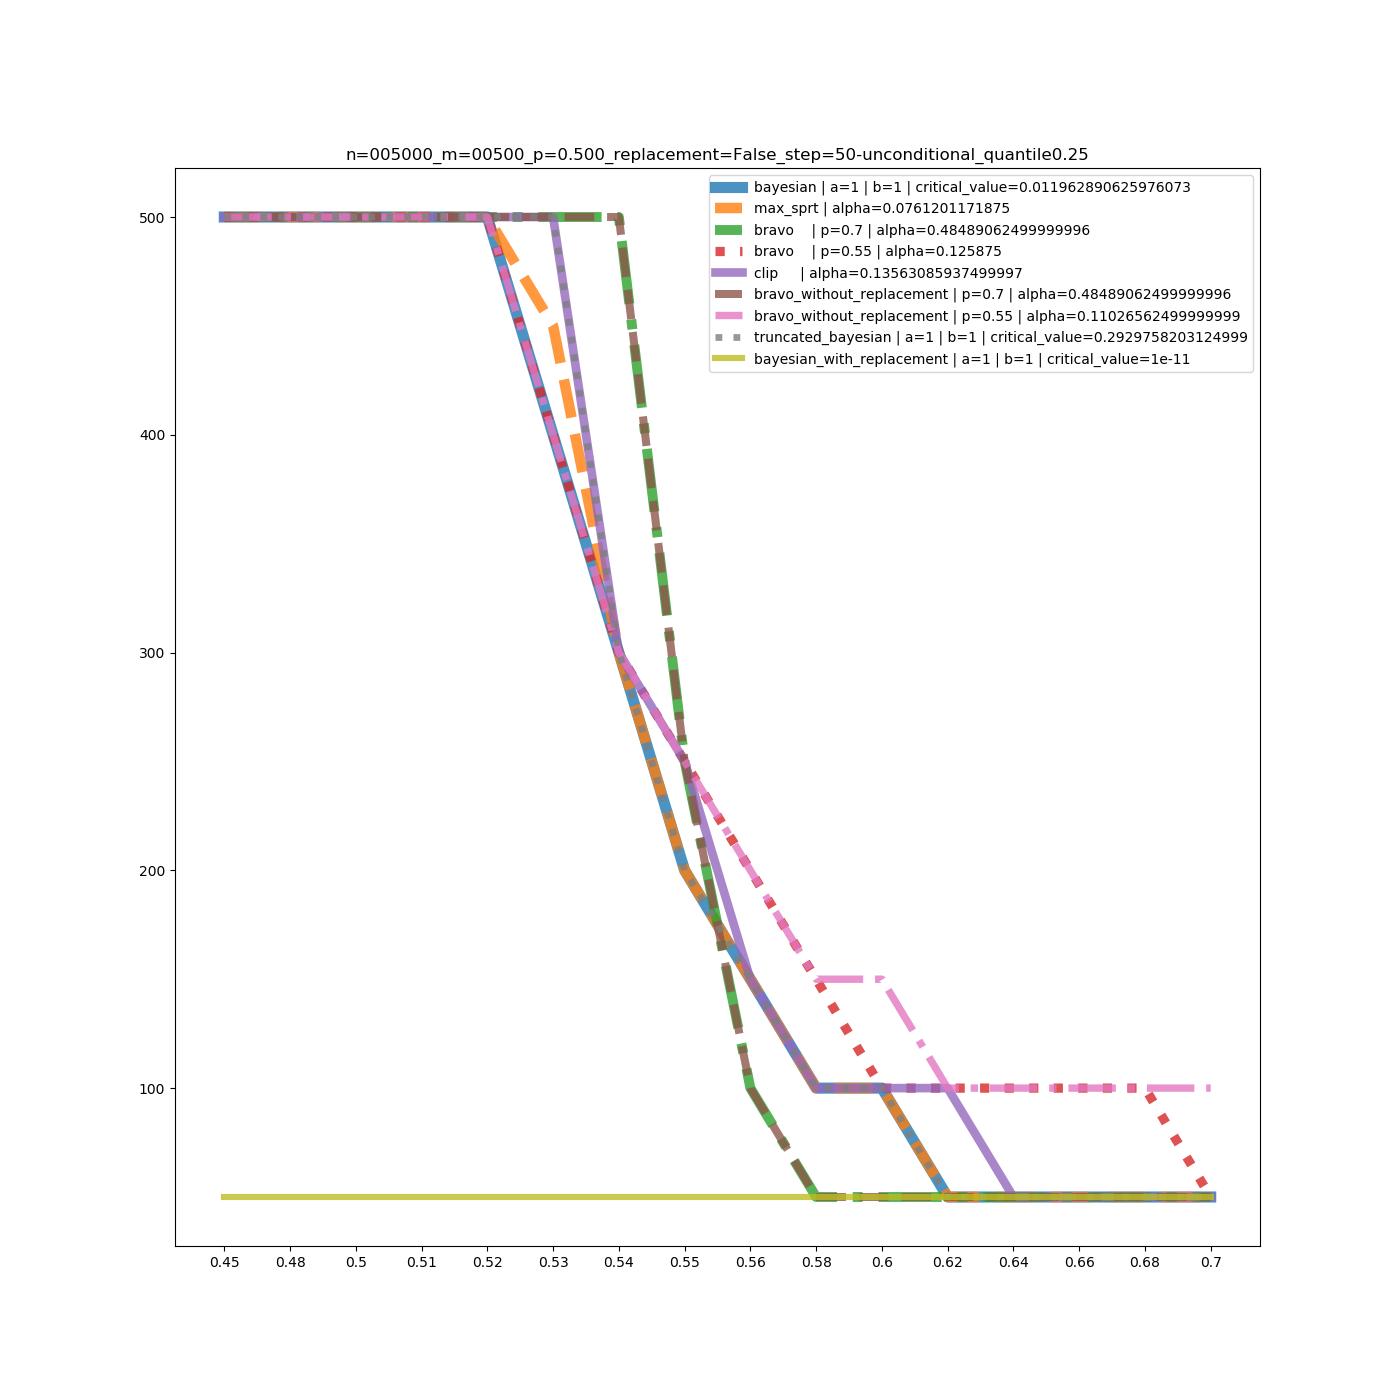 n=005000_m=00500_p=0.500_replacement=False_step=50-unconditional_quantile0.25
bayesian | a=1 | b=1 | critical_value=0.011962890625976073
max_sprt | alpha=0.0761201171875
bravo    | p=0.7 | alpha=0.48489062499999996
bravo    | p=0.55 | alpha=0.125875
clip     | alpha=0.13563085937499997
bravo_without_replacement | p=0.7 | alpha=0.48489062499999996
bravo_without_replacement | p=0.55 | alpha=0.11026562499999999
truncated_bayesian | a=1 | b=1 | critical_value=0.2929758203124999
bayesian_with_replacement | a=1 | b=1 | critical_value=1e-11
500
400
300
200
100
0.45 0.48 0.5 0.51 0.52 0.53 0.54 0.55 0.56 0.58 0.6 0.62 0.64 0.66 0.68 0.7